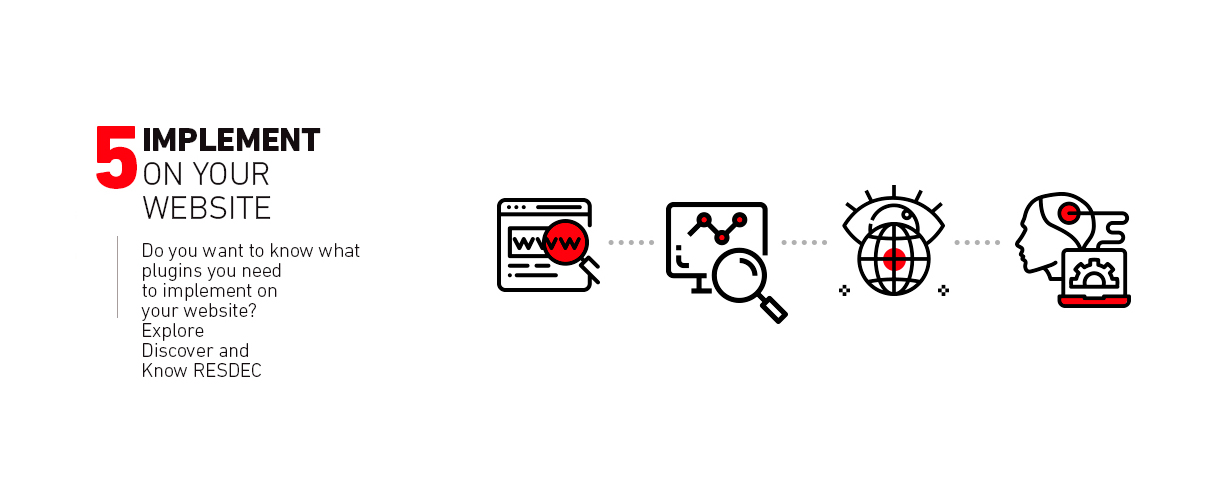 5 IMPLEMENT
ON YOUR
WEBSITE
Do you want to know what
plugins you need
to implement on
your website?
Explore
Discover and
Know RESDEC
www